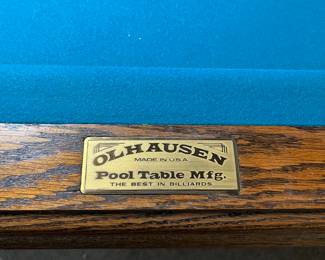 OLHAUSEN
MADE IN U.S.A.
Pool Table Mfg.
THE BEST IN BILLIARDS